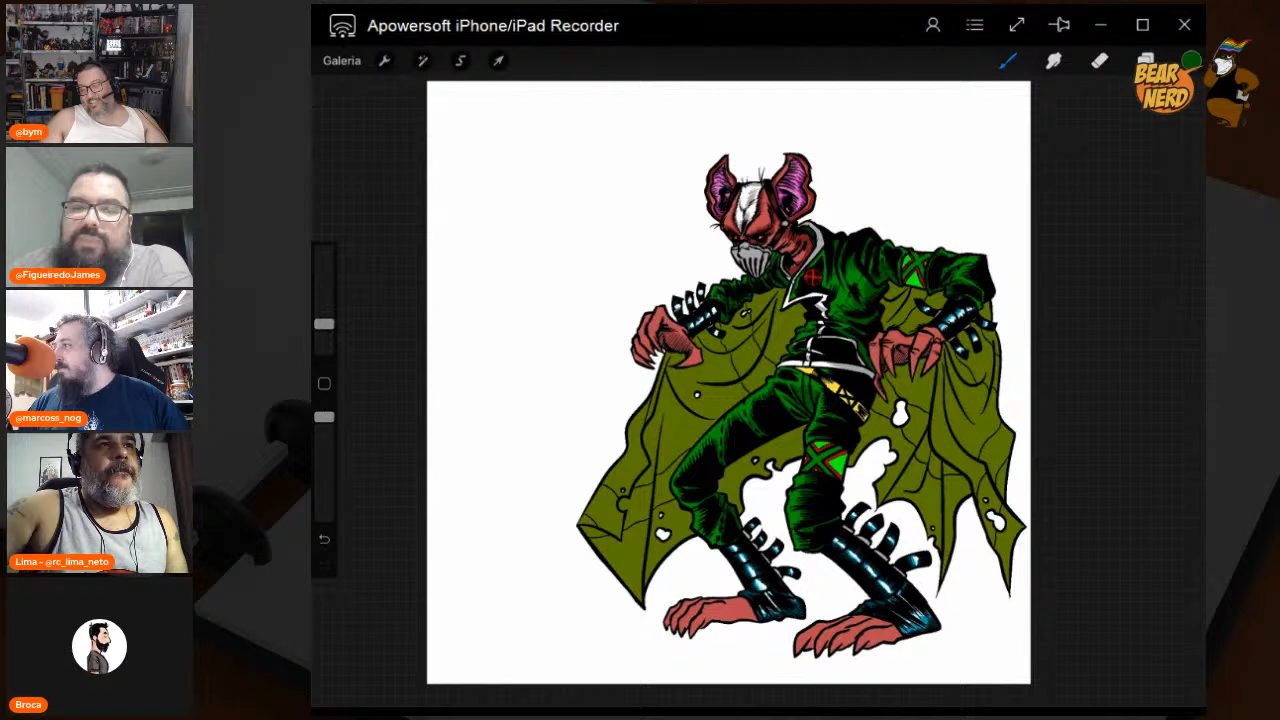 @bym
@FigueiredoJames
@marcoss_nog
Lima - @rc_lima_neto
Broca
Apowersoft iPhone/iPad Recorder
Galeria
BEAR
NERD